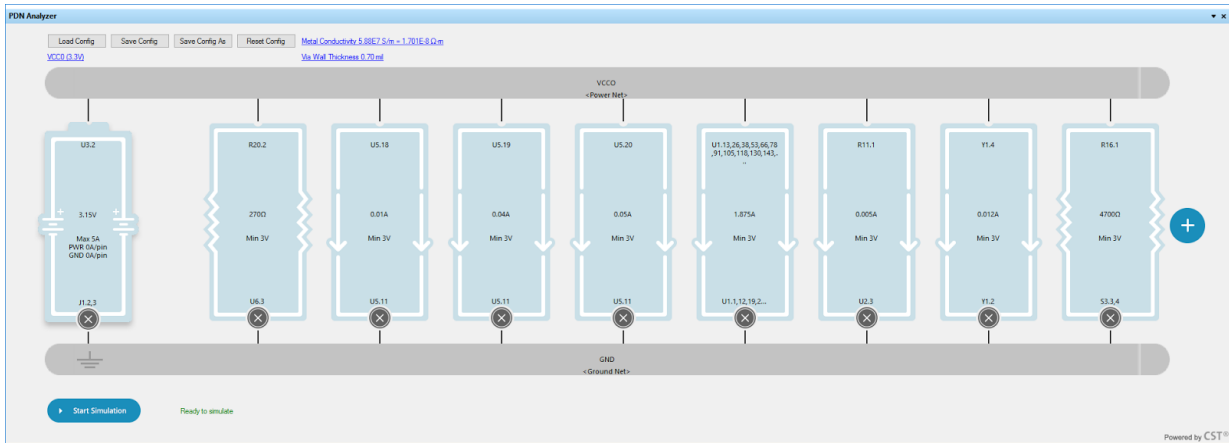 PDN Analyzer
Load Config Save Config Save Config As Reset Config Metal Conductivity 5.88E7 S/m = 1.701E-8 Ω·m
VCC0 (3.3V) Via Wall Thickness 0.70 mil
VCCO
<Power Net>
U3.2 R20.2 U5.18 U5.19 U5.20 U1.13,26,38,53,66,78 R11.1 Y1.4 R16.1
,91,105,118,130,143,.
..
3.15V 270Ω 0.01A 0.04A 0.05A 1.875A 0.005A 0.012A 470Ω
Max 5A Min 3V Min 3V Min 3V Min 3V Min 3V Min 3V Min 3V Min 3V
PWR 0A/pin
GND 0A/pin
J1.2,3 U6.3 U5.11 U5.11 U5.11 U1.1,12,19,2... U2.3 Y1.2 S3.3,4
GND
<Ground Net>
Start Simulation Ready to simulate
Powered by CST®